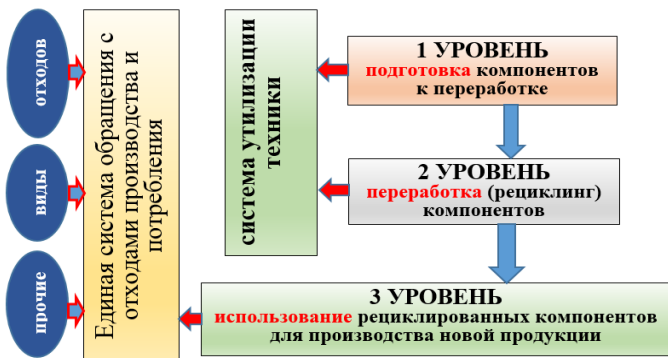 отходов
виды
прочие
Единая система обращения с
отходами производства и
потребления
система утилизации
техники
1 УРОВЕНЬ
подготовка компонентов
к переработке
2 УРОВЕНЬ
переработка (рециклинг)
компонентов
3 УРОВЕНЬ
использование рециклированных компонентов
для производства новой продукции